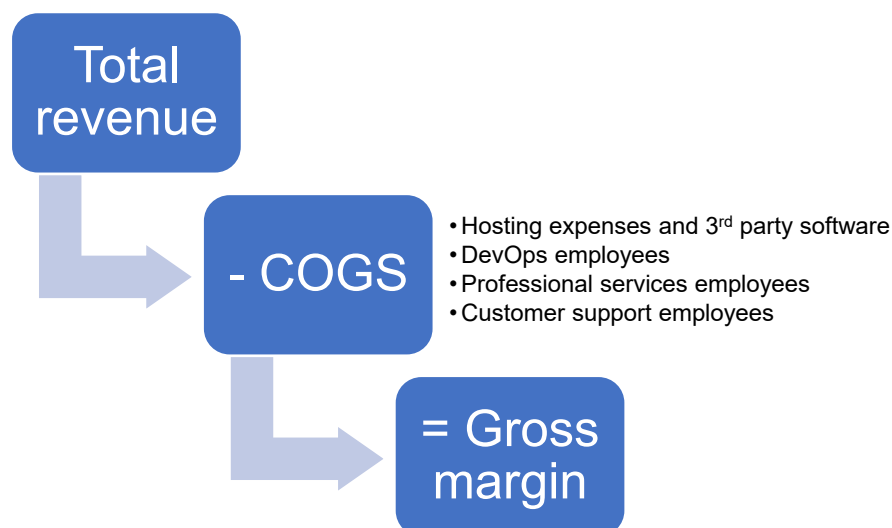 Total
revenue
- COGS
• Hosting expenses and 3rd party software
• DevOps employees
• Professional services employees
• Customer support employees
= Gross
margin